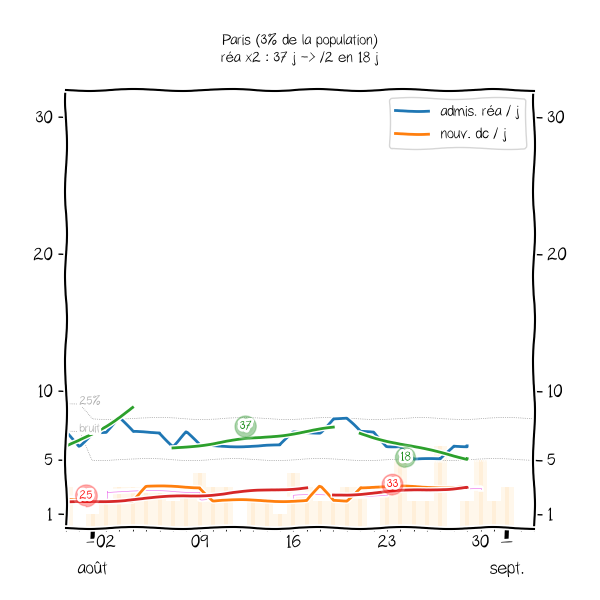 Paris (3% de la population)
réa x2 : 37 j -> /2 en 18 j
admis. réa / j
nouv. dc / j
30 30
20 20
10 10
25%
bruit
37
18
5 5
33
25
1 1
02 09 16 23 30
août sept.